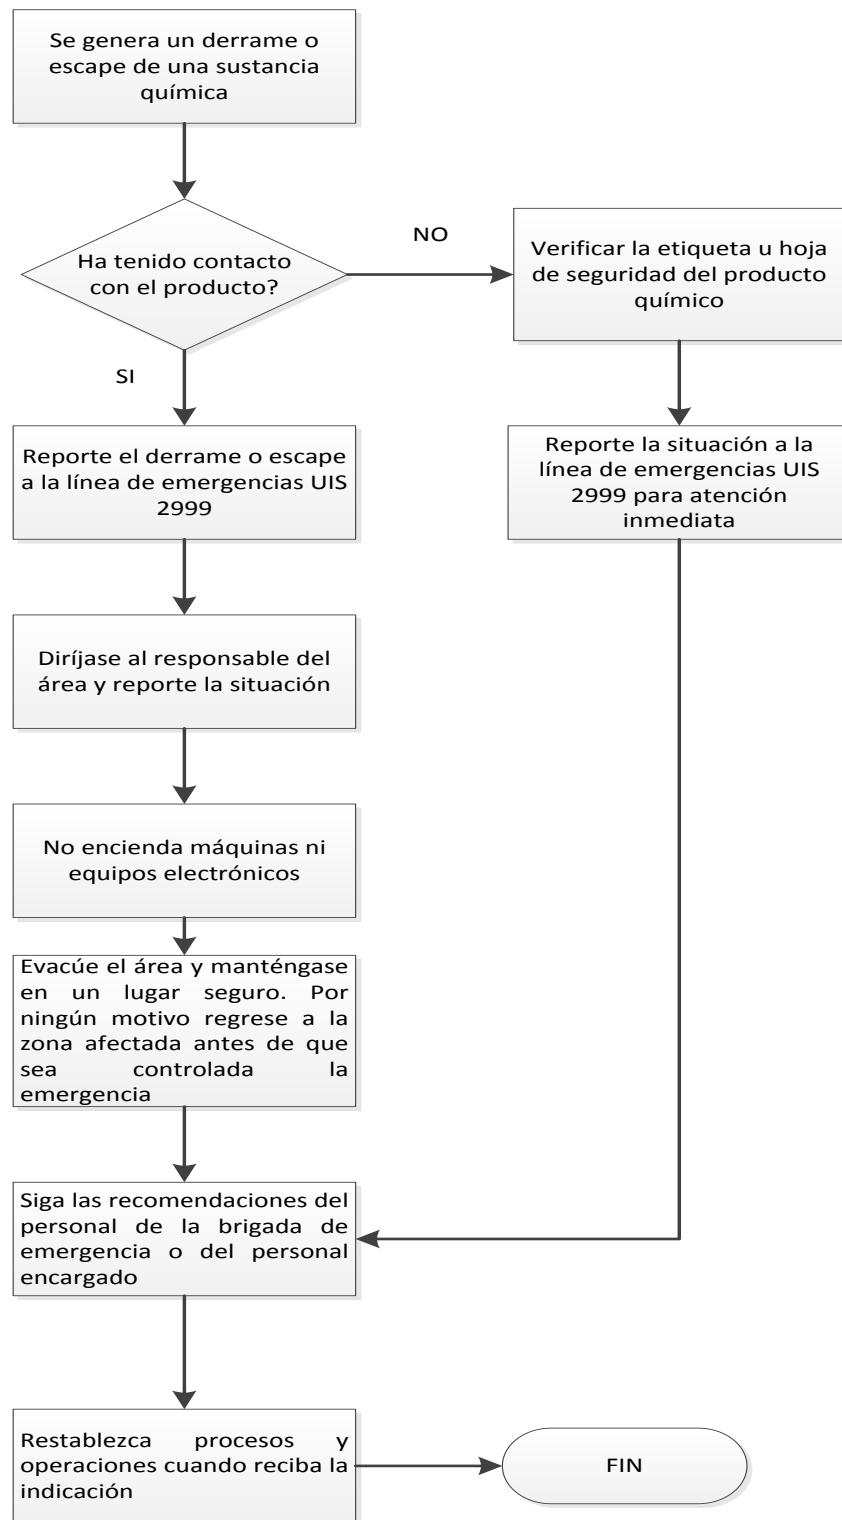 Se genera un derrame o
escape de una sustancia
química
Ha tenido contacto
con el producto?
NO
Verificar la etiqueta u hoja
de seguridad del producto
químico
SI
Reporte el derrame o escape
a la línea de emergencias UIS
2999
Reporte la situación a la
línea de emergencias UIS
2999 para atención
inmediata
Diríjase al responsable del
área y reporte la situación
No encienda máquinas ni
equipos electrónicos
Evacúe el área y manténgase
en un lugar seguro. Por
ningún motivo regrese a la
zona afectada antes de que
sea controlada la
emergencia
Siga las recomendaciones del
personal de la brigada de
emergencia o del personal
encargado
Restablezca procesos y
operaciones cuando reciba la
indicación
FIN